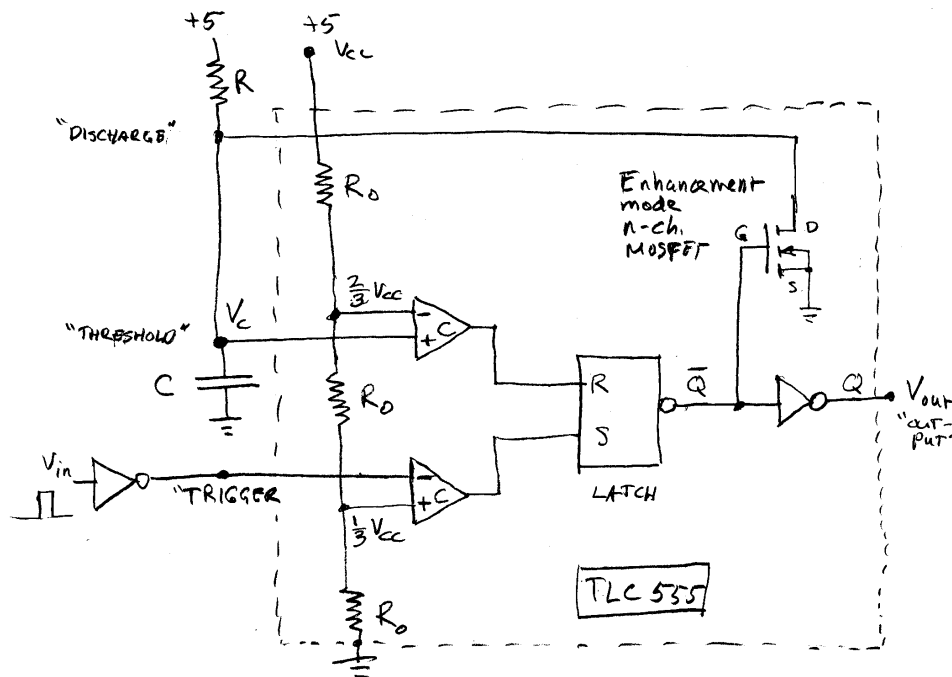 +5
+5
Vcc
R
"DISCHARGE"
R0
Enhancement
mode
n-ch.
MOSFET
G
D
S
2/3 Vcc
"THRESHOLD"
Vc
-
+
C
C
R0
R
S
Q̅
Q
Vout
"OUT-
PUT"
LATCH
Vin
"TRIGGER
-
+
C
1/3 Vcc
TLC 555
R0